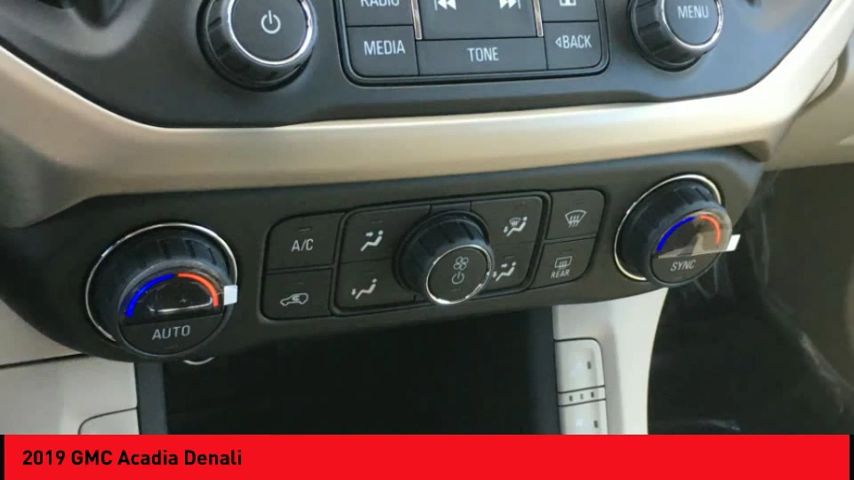 RADIO
MEDIA
TONE
◁BACK
MENU
A/C
AUTO
REAR
SYNC
2019 GMC Acadia Denali